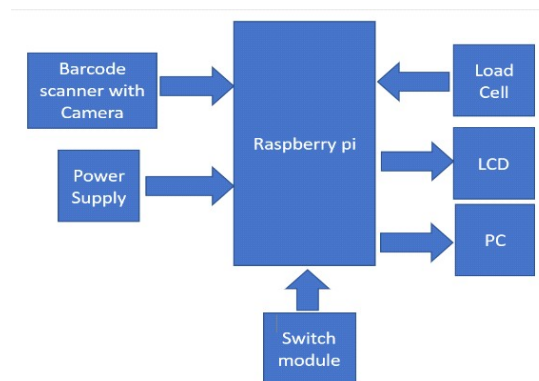 Barcode
scanner with
Camera
Power
Supply
Raspberry pi
Load
Cell
LCD
PC
Switch
module